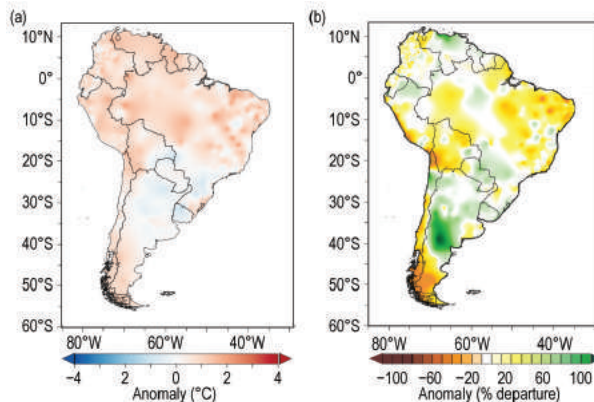 (a)
(b)
10°N
0°
10°S
20°S
30°S
40°S
50°S
60°S
80°W 60°W 40°W
10°N
0°
10°S
20°S
30°S
40°S
50°S
60°S
80°W 60°W 40°W
−4 2 0 2 4
Anomaly (°C)
−100 −60 −20 20 60 100
Anomaly (% departure)